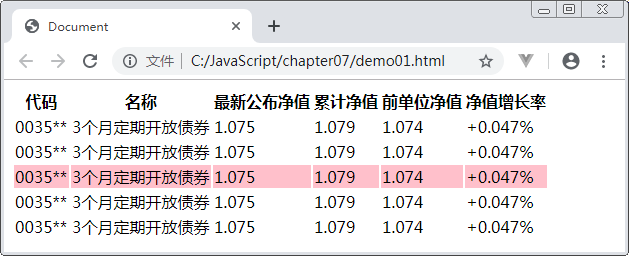 Document
文件 C:/JavaScript/chapter07/demo01.html
代码 名称 最新公布净值 累计净值 前单位净值 净值增长率
0035** 3个月定期开放债券 1.075 1.079 1.074 +0.047%
0035** 3个月定期开放债券 1.075 1.079 1.074 +0.047%
0035** 3个月定期开放债券 1.075 1.079 1.074 +0.047%
0035** 3个月定期开放债券 1.075 1.079 1.074 +0.047%
0035** 3个月定期开放债券 1.075 1.079 1.074 +0.047%